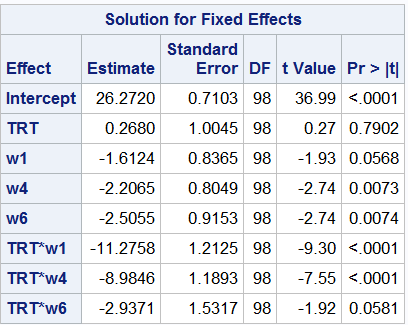 Solution for Fixed Effects
Standard
Effect Estimate Error DF t Value Pr > |t|
Intercept 26.2720 0.7103 98 36.99 <.0001
TRT 0.2680 1.0045 98 0.27 0.7902
w1 -1.6124 0.8365 98 -1.93 0.0568
w4 -2.2065 0.8049 98 -2.74 0.0073
w6 -2.5055 0.9153 98 -2.74 0.0074
TRT*w1 -11.2758 1.2125 98 -9.30 <.0001
TRT*w4 -8.9846 1.1893 98 -7.55 <.0001
TRT*w6 -2.9371 1.5317 98 -1.92 0.0581